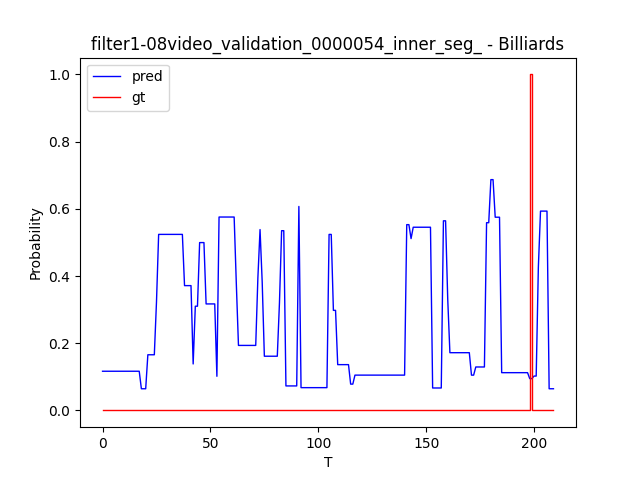 filter1-08video_validation_0000054_inner_seg_ - Billiards
pred
gt
1.0
0.8
0.6
0.4
0.2
0.0
Probability
0
50
100
150
200
T